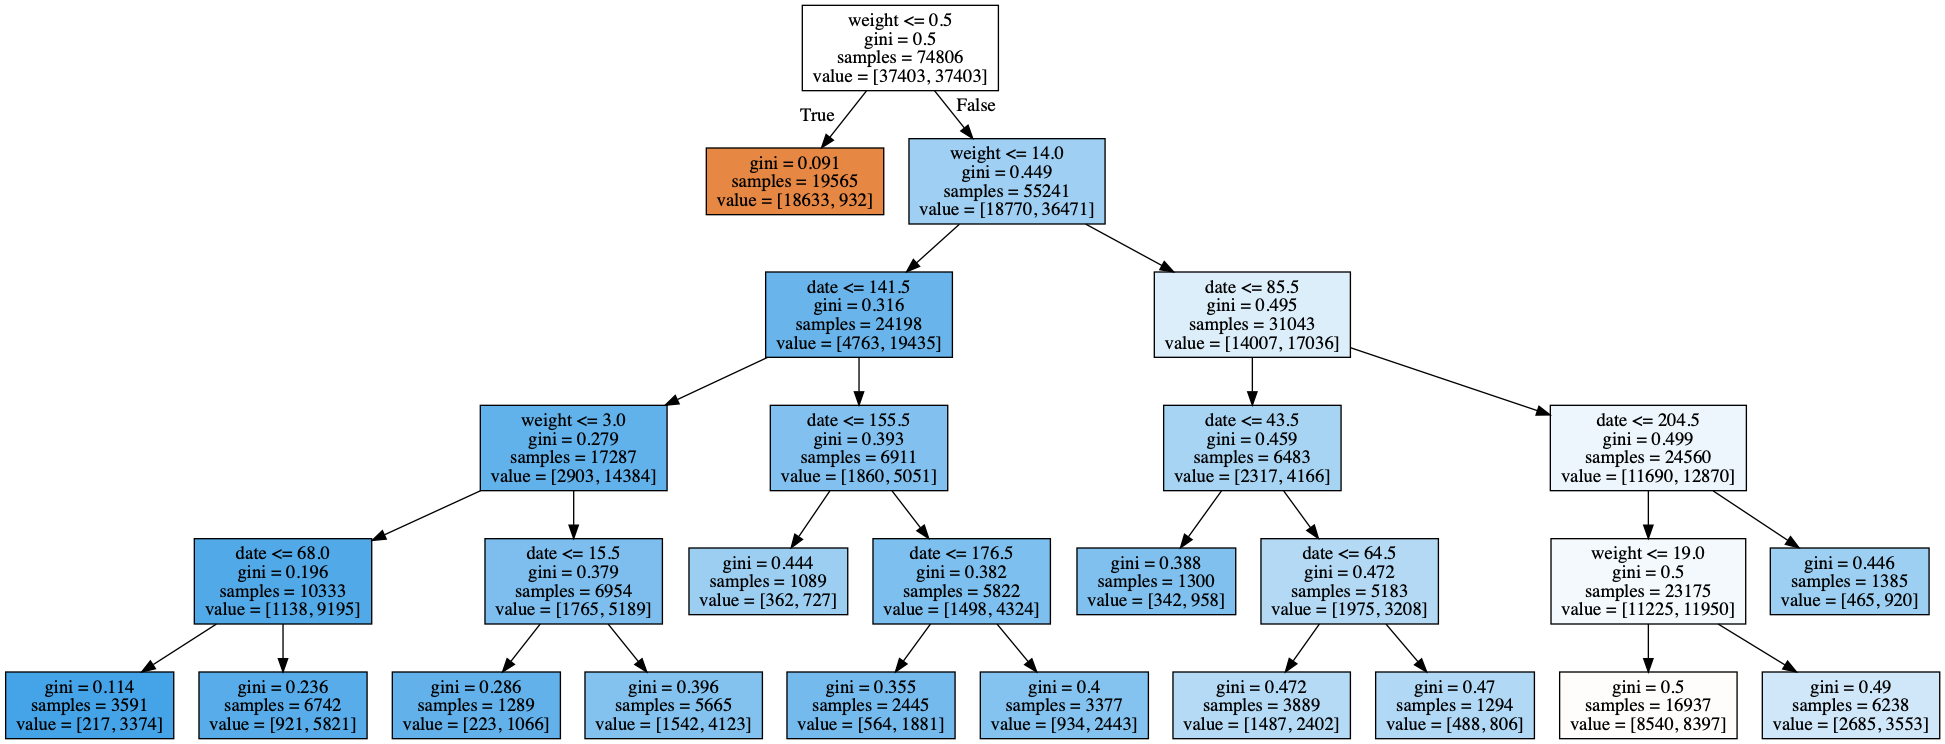 weight <= 0.5
gini = 0.5
samples = 74806
value = [37403, 37403]
True
False
gini = 0.091
samples = 19565
value = [18633, 932]
weight <= 14.0
gini = 0.449
samples = 55241
value = [18770, 36471]
date <= 141.5
gini = 0.316
samples = 24198
value = [4763, 19435]
date <= 85.5
gini = 0.495
samples = 31043
value = [14007, 17036]
weight <= 3.0
gini = 0.279
samples = 17287
value = [2903, 14384]
date <= 155.5
gini = 0.393
samples = 6911
value = [1860, 5051]
date <= 43.5
gini = 0.459
samples = 6483
value = [2317, 4166]
date <= 204.5
gini = 0.499
samples = 24560
value = [11690, 12870]
date <= 68.0
gini = 0.196
samples = 10333
value = [1138, 9195]
date <= 15.5
gini = 0.379
samples = 6954
value = [1765, 5189]
gini = 0.444
samples = 1089
value = [362, 727]
date <= 176.5
gini = 0.382
samples = 5822
value = [1498, 4324]
gini = 0.388
samples = 1300
value = [342, 958]
date <= 64.5
gini = 0.472
samples = 5183
value = [1975, 3208]
weight <= 19.0
gini = 0.5
samples = 23175
value = [11225, 11950]
gini = 0.446
samples = 1385
value = [465, 920]
gini = 0.114
samples = 3591
value = [217, 3374]
gini = 0.236
samples = 6742
value = [921, 5821]
gini = 0.286
samples = 1289
value = [223, 1066]
gini = 0.396
samples = 5665
value = [1542, 4123]
gini = 0.355
samples = 2445
value = [564, 1881]
gini = 0.4
samples = 3377
value = [934, 2443]
gini = 0.472
samples = 3889
value = [1487, 2402]
gini = 0.47
samples = 1294
value = [488, 806]
gini = 0.5
samples = 16937
value = [8540, 8397]
gini = 0.49
samples = 6238
value = [2685, 3553]